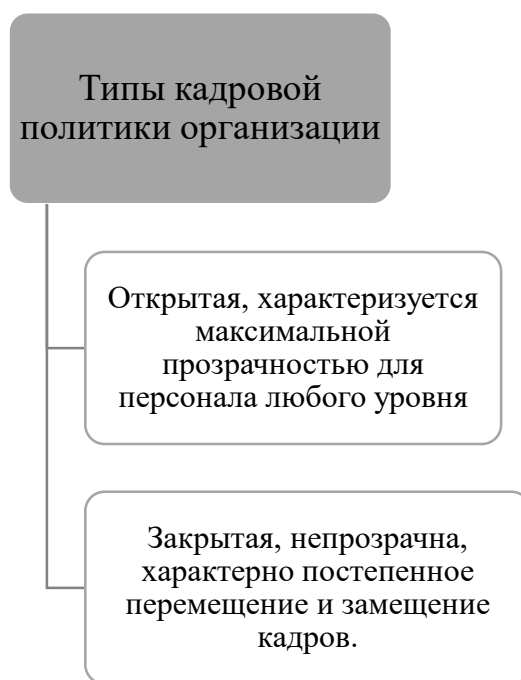 Типы кадровой
политики организации
Открытая, характеризуется
максимальной
прозрачностью для
персонала любого уровня
Закрытая, непрозрачна,
характерно постепенное
перемещение и замещение
кадров.